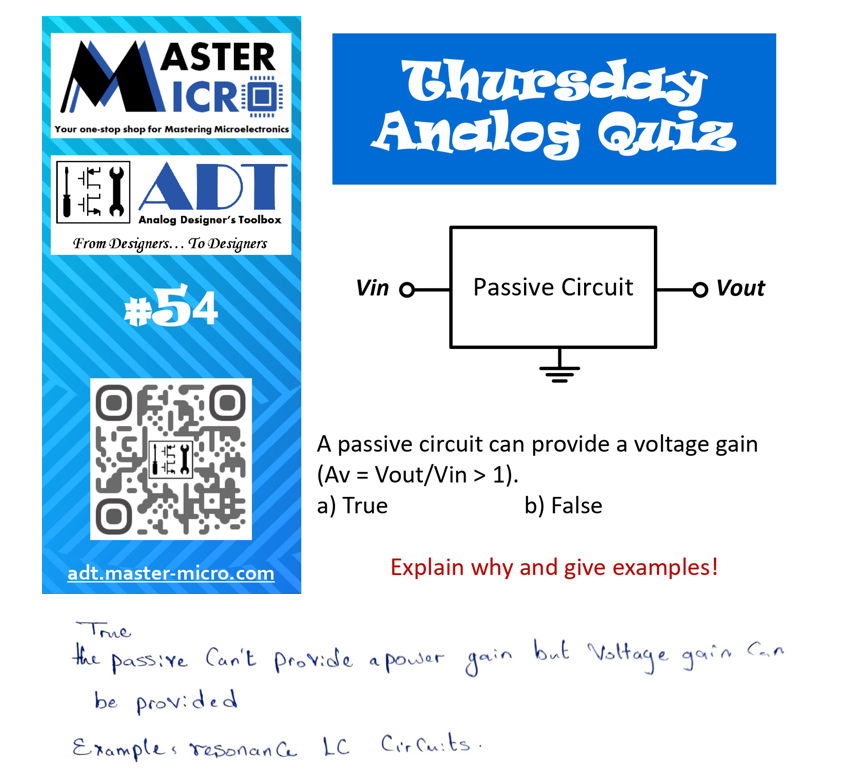 MASTER
MICRO
Your one-stop shop for Mastering Microelectronics
ADT
Analog Designer's Toolbox
From Designers... To Designers
#54
adt.master-micro.com
Thursday
Analog Quiz
Vin
Passive Circuit
Vout
A passive circuit can provide a voltage gain
(Av = Vout/Vin > 1).
a) True b) False
Explain why and give examples!
True
the passive Can't provide a power gain but Voltage gain Can
be provided
Example: resonance LC Circuits.